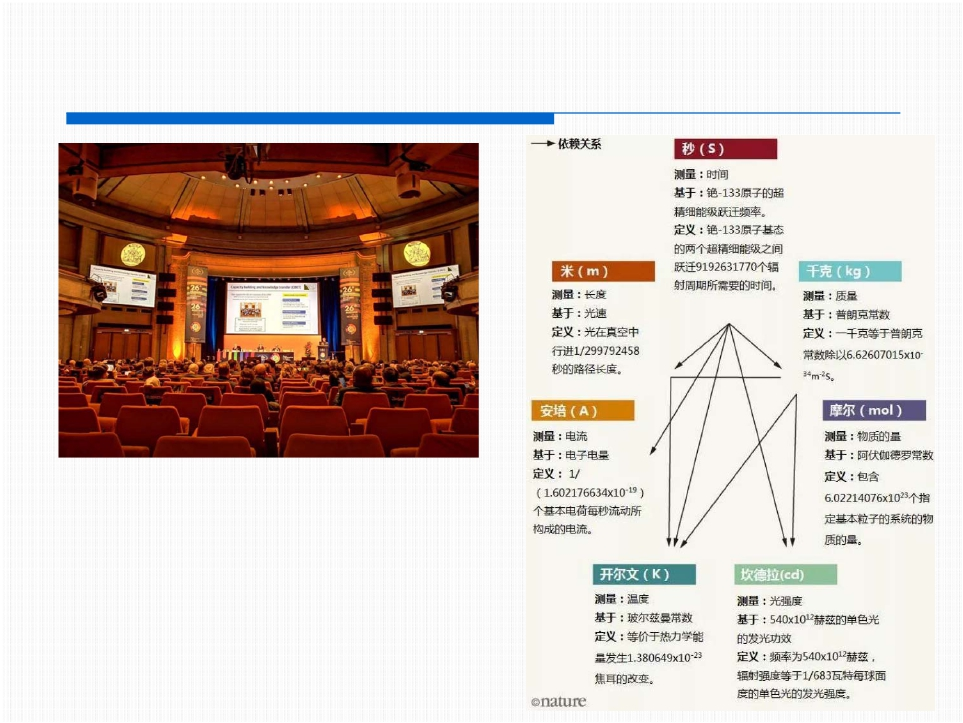 Capacity building and knowledge transfer (CBKT)
26th
26th
依赖关系
秒（S）
测量：时间
基于：铯-133原子的超
精细能级跃迁频率。
定义：铯-133原子基态
的两个超精细能级之间
跃迁9192631770个辐
射周期所需要的时间。
米（m）
测量：长度
基于：光速
定义：光在真空中
行进1/299792458
秒的路径长度。
千克（kg）
测量：质量
基于：普朗克常数
定义：一千克等于普朗克
常数除以6.62607015x10-
³⁴m⁻²s。
安培（A）
测量：电流
基于：电子电量
定义： 1/
（1.602176634x10⁻¹⁹）
个基本电荷每秒流动所
构成的电流。
摩尔（mol）
测量：物质的量
基于：阿伏伽德罗常数
定义：包含
6.02214076x10²³个指
定基本粒子的系统的物
质的量。
开尔文（K）
测量：温度
基于：玻尔兹曼常数
定义：等价于热力学能
量发生1.380649x10⁻²³
焦耳的改变。
坎德拉(cd)
测量：光强度
基于：540x10¹²赫兹的单色光
的发光功效
定义：频率为540x10¹²赫兹，
辐射强度等于1/683瓦特每球面
度的单色光的发光强度。
©nature